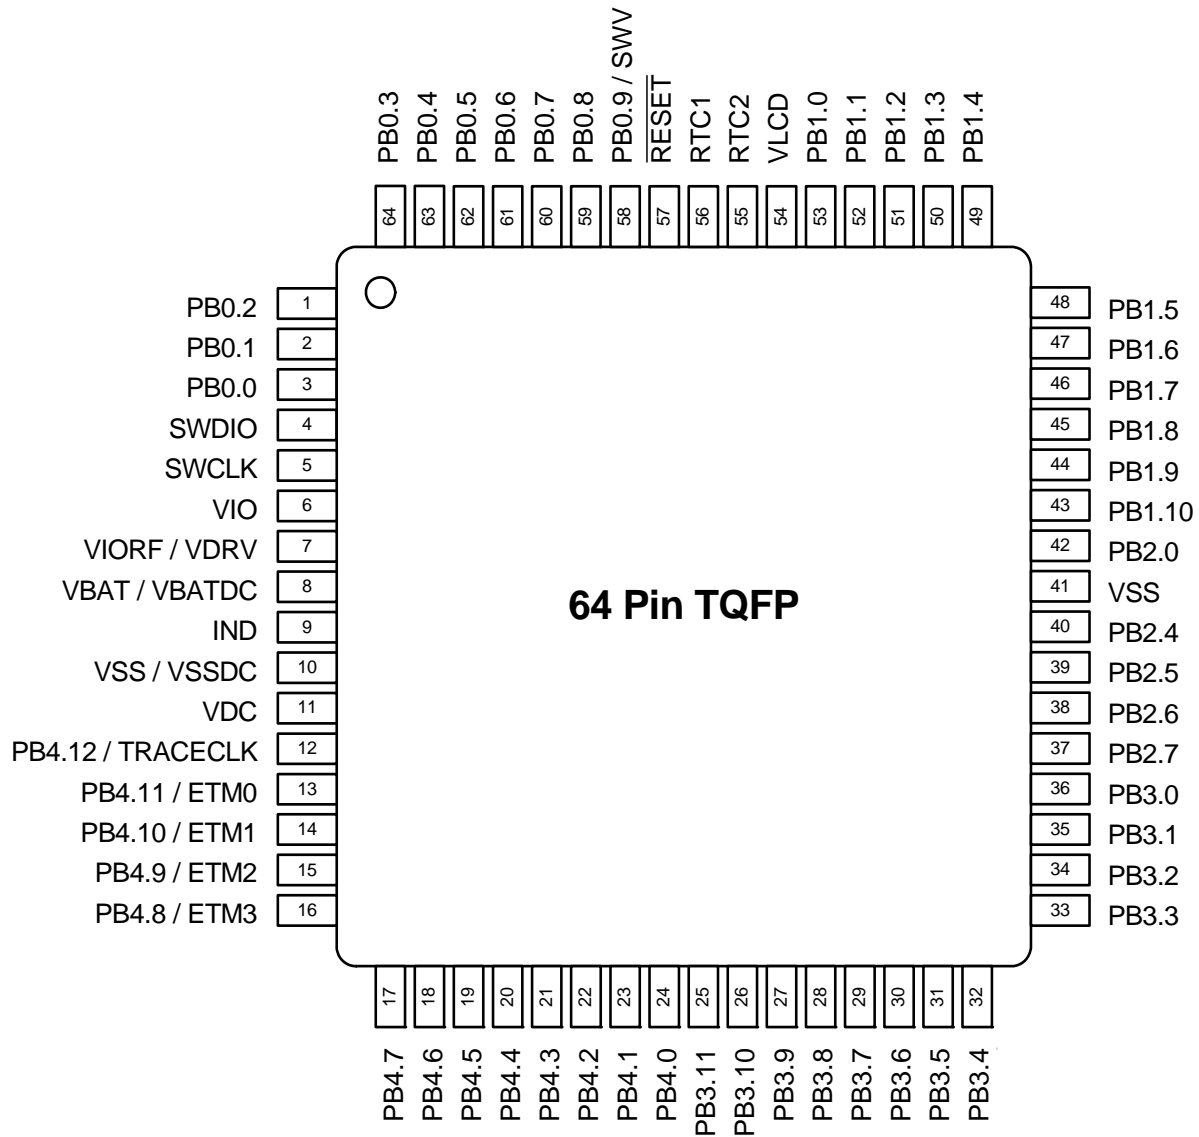 PB0.3
PB0.4
PB0.5
PB0.6
PB0.7
PB0.8
PB0.9 / SWV
RESET
RTC1
RTC2
VLCD
PB1.0
PB1.1
PB1.2
PB1.3
PB1.4
64
63
62
61
60
59
58
57
56
55
54
53
52
51
50
49
PB0.2 1
PB0.1 2
PB0.0 3
SWDIO 4
SWCLK 5
VIO 6
VIORF / VDRV 7
VBAT / VBATDC 8
IND 9
VSS / VSSDC 10
VDC 11
PB4.12 / TRACECLK 12
PB4.11 / ETM0 13
PB4.10 / ETM1 14
PB4.9 / ETM2 15
PB4.8 / ETM3 16
64 Pin TQFP
48 PB1.5
47 PB1.6
46 PB1.7
45 PB1.8
44 PB1.9
43 PB1.10
42 PB2.0
41 VSS
40 PB2.4
39 PB2.5
38 PB2.6
37 PB2.7
36 PB3.0
35 PB3.1
34 PB3.2
33 PB3.3
17
18
19
20
21
22
23
24
25
26
27
28
29
30
31
32
PB4.7
PB4.6
PB4.5
PB4.4
PB4.3
PB4.2
PB4.1
PB4.0
PB3.11
PB3.10
PB3.9
PB3.8
PB3.7
PB3.6
PB3.5
PB3.4